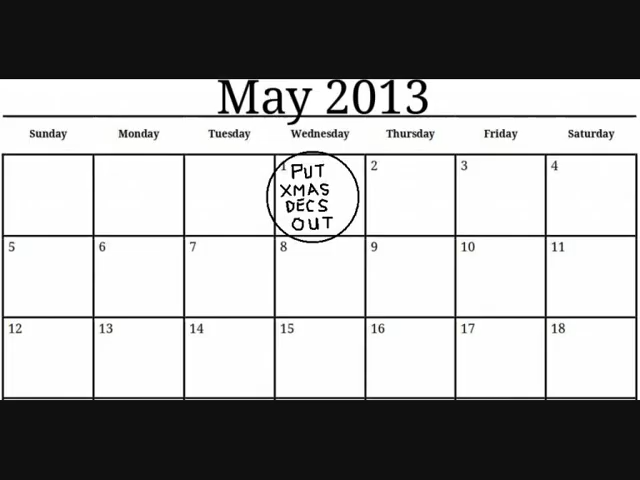 May 2013
Sunday Monday Tuesday Wednesday Thursday Friday Saturday
1 2 3 4
PUT
XMAS
DECS
OUT
5 6 7 8 9 10 11
12 13 14 15 16 17 18